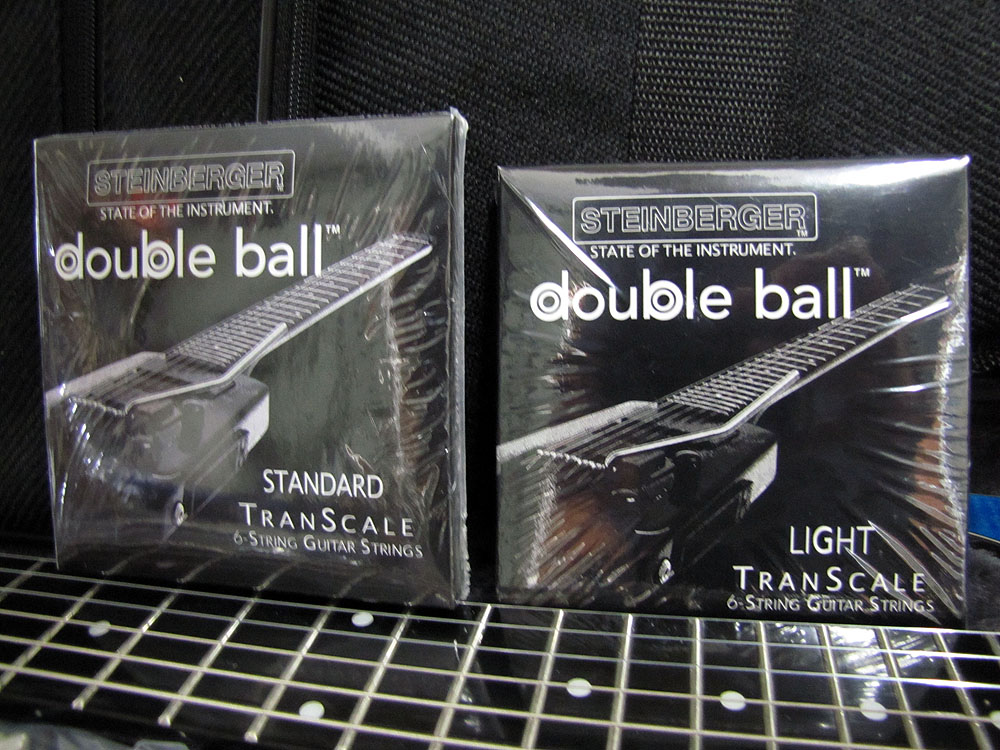 STEINBERGER
STATE OF THE INSTRUMENT.
double ball™
STANDARD
TRANSCALE
6-STRING GUITAR STRINGS
STEINBERGER™
STATE OF THE INSTRUMENT.
double ball™
LIGHT
TRANSCALE
6-STRING GUITAR STRINGS